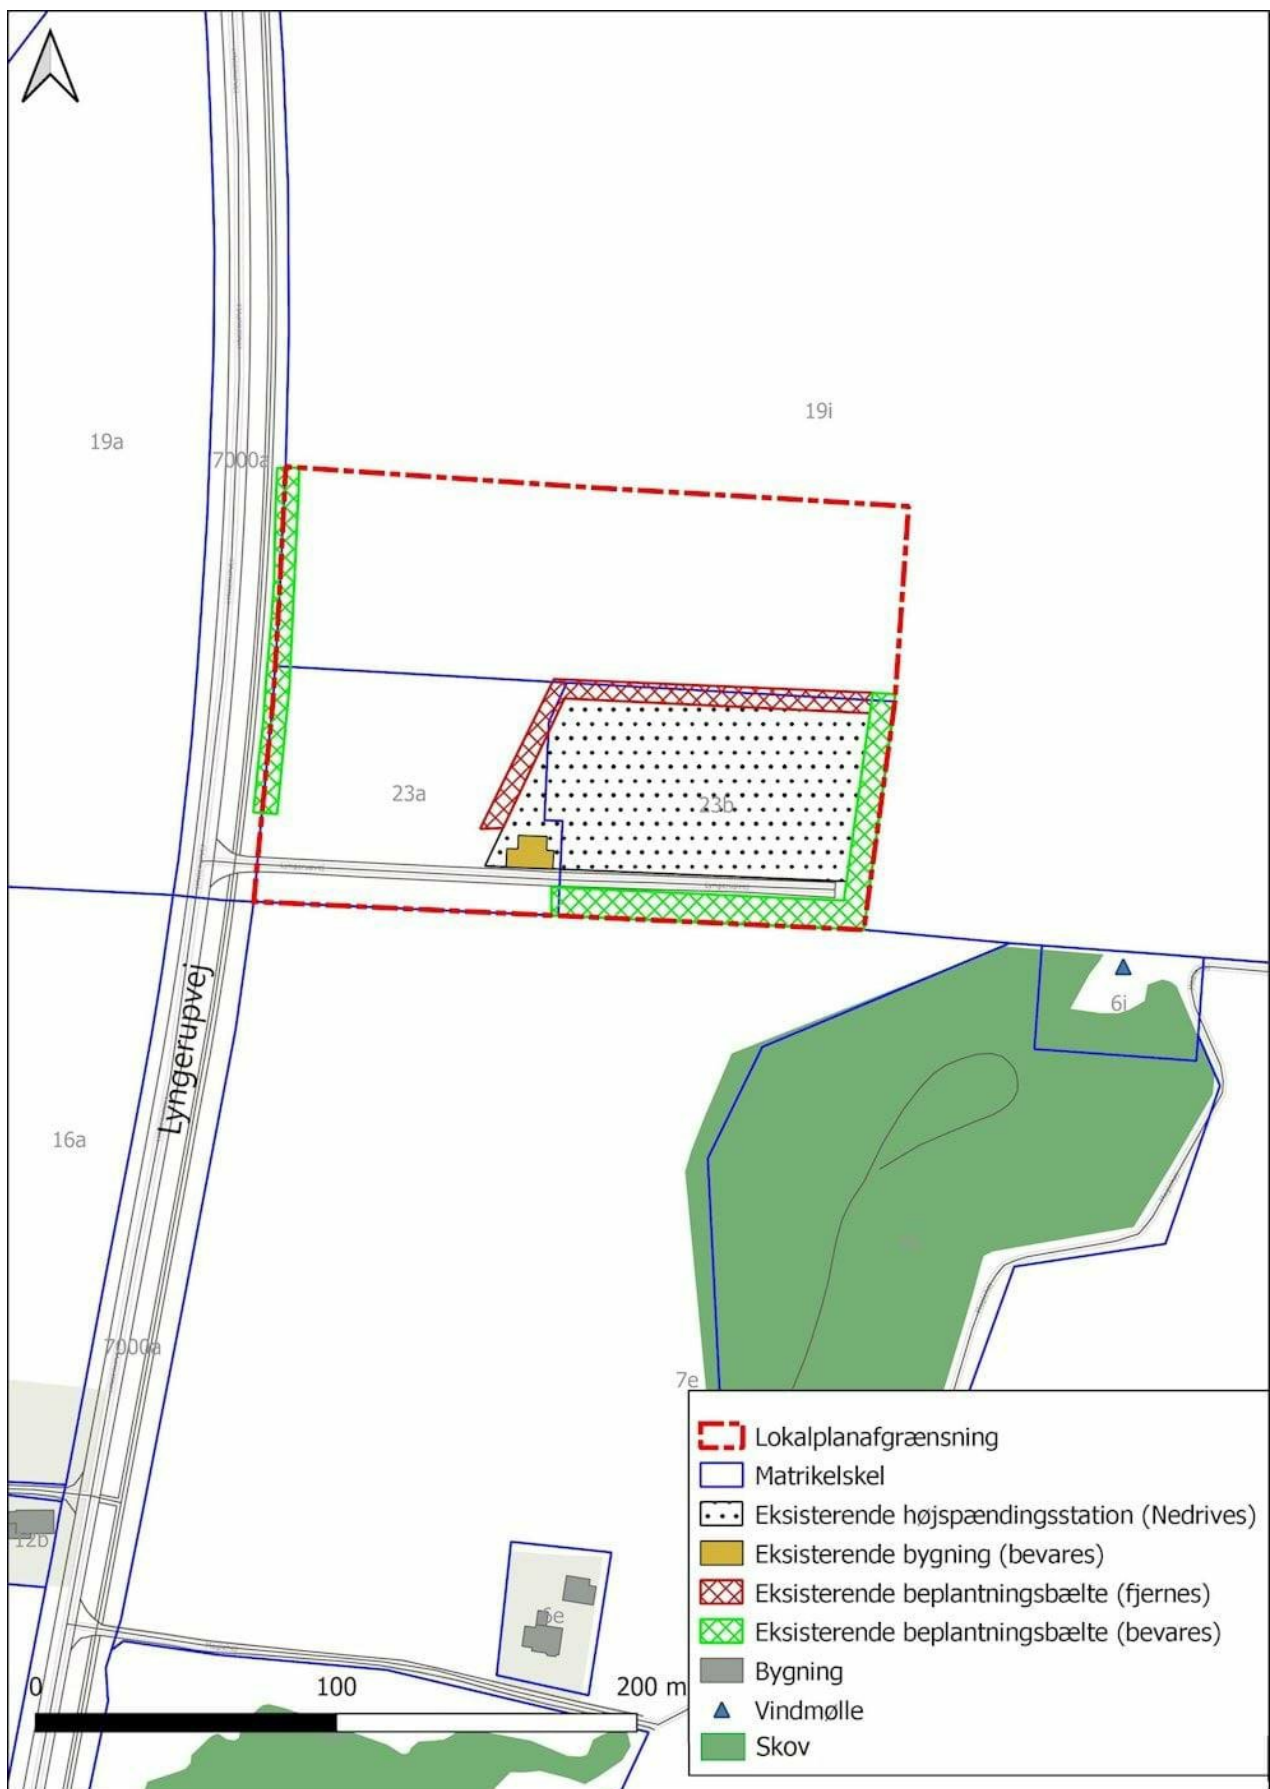 19i
19a
7000a
23a
23b
6i
Lyngerupvej
16a
7000a
7e
12b
6e
0
100
200 m
Lokalplanafgrænsning
Matrikelskel
Eksisterende højspændingsstation (Nedrives)
Eksisterende bygning (bevares)
Eksisterende beplantningsbælte (fjernes)
Eksisterende beplantningsbælte (bevares)
Bygning
Vindmølle
Skov